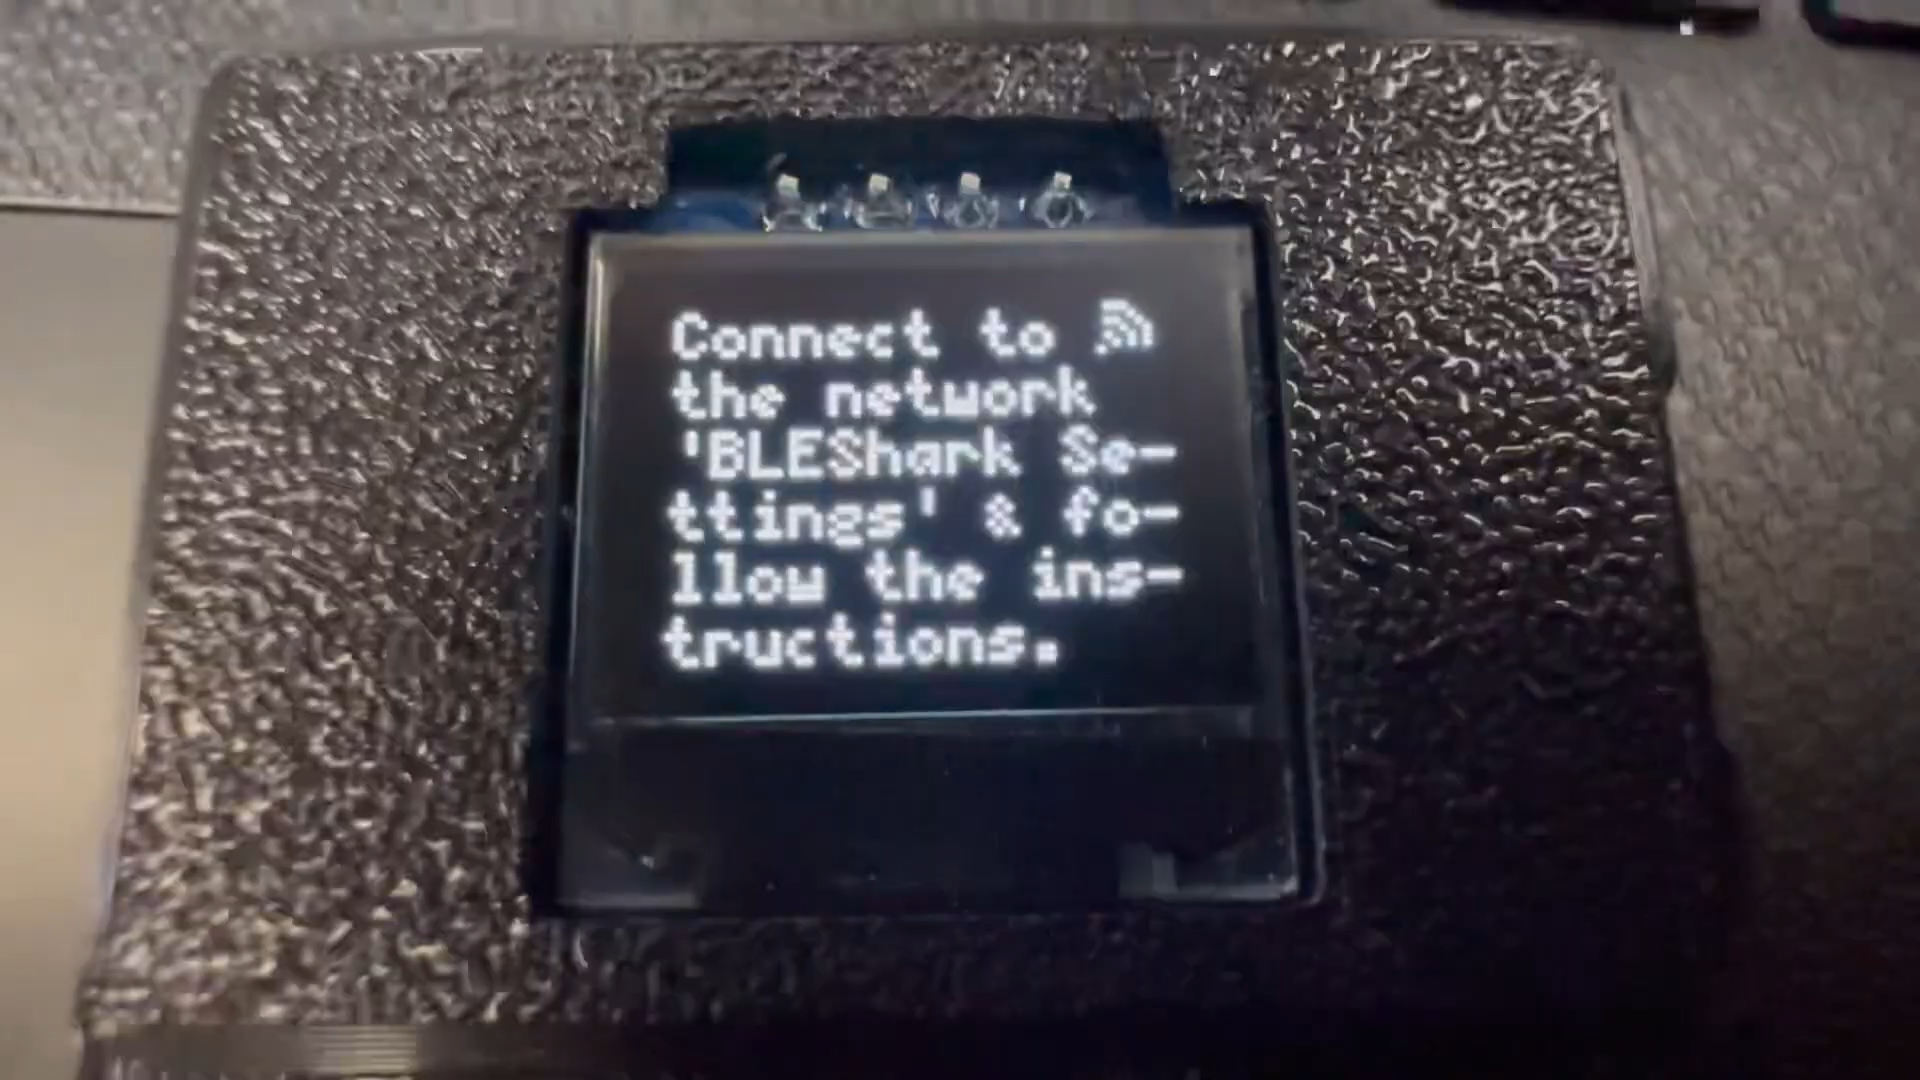 Connect to
the network
'BLEShark Se-
ttings' & fo-
llow the ins-
tructions.